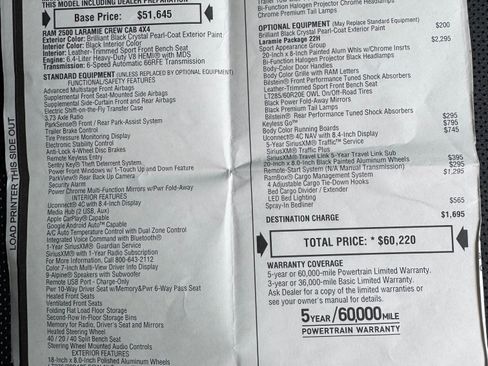 THIS MODEL INCLUDING DEALER PREPARATION
Base Price: $51,645
RAM 2500 LARAMIE CREW CAB 4X4
Exterior Color: Brilliant Black Crystal Pearl-Coat Exterior Paint
Interior Color: Black Interior Color
Interior: Leather-Trimmed Sport Front Bench Seat
Engine: 6.4-Liter Heavy-Duty V8 HEMI® with MDS
Transmission: 6-Speed Automatic 66RFE Transmission
STANDARD EQUIPMENT (UNLESS REPLACED BY OPTIONAL EQUIPMENT)
FUNCTIONAL/SAFETY FEATURES
Advanced Multistage Front Airbags
Supplemental Front Seat-Mounted Side Airbags
Supplemental Side-Curtain Front and Rear Airbags
Electric Shift-on-the-Fly Transfer Case
3.73 Axle Ratio
ParkSense® Front / Rear Park-Assist System
Trailer Brake Control
Tire Pressure Monitoring Display
Electronic Stability Control
Anti-Lock 4-Wheel Disc Brakes
Remote Keyless Entry
Sentry Key® Theft Deterrent System
Power Front Windows w/ 1-Touch Up and Down Feature
ParkView® Rear Back Up Camera
Security Alarm
Power Chrome Multi-Function Mirrors w/Pwr Fold-Away
INTERIOR FEATURES
Uconnect® 4C with 8.4-Inch Display
Media Hub (2 USB, Aux)
Apple CarPlay® Capable
Google Android Auto™ Capable
A/C Auto Temperature Control with Dual Zone Control
Integrated Voice Command with Bluetooth®
1-Year SiriusXM® Guardian Service
SiriusXM® with 1-Year Radio Subscription
For More Information, Call 800-643-2112
Color 7-Inch Multi-View Driver Info Display
9-Alpine® Speakers with Subwoofer
Remote USB Port - Charge-Only
Pwr 10-Way Driver Seat w/Memory&Pwr 6-Way Pass Seat
Heated Front Seats
Ventilated Front Seats
Folding Flat Load Floor Storage
Second-Row In-Floor Storage Bins
Memory for Radio, Driver's Seat and Mirrors
Heated Steering Wheel
40 / 20 / 40 Split Bench Seat
Steering Wheel Mounted Audio Controls
EXTERIOR FEATURES
18-Inch x 8.0-Inch Polished Aluminum Wheels
LOAD PRINTER THIS SIDE OUT
Bi-Function Halogen Projector Chrome Headlamps
Chrome Premium Tail Lamps
OPTIONAL EQUIPMENT (May Replace Standard Equipment)
Brilliant Black Crystal Pearl-Coat Exterior Paint $200
Laramie Package 22H $2,295
Sport Appearance Group
20-Inch x 8-Inch Painted Alum Whls w/Chrome Insrts
Bi-Function Halogen Projector Black Headlamps
Body-Color Door Handles
Body Color Grille with RAM Letters
Bilstein® Front Performance Tuned Shock Absorbers
Leather-Trimmed Sport Front Bench Seat
LT285/60R20E OWL On/Off-Road Tires
Black Power Fold-Away Mirrors
Black Premium Tail Lamps
Bilstein® Rear Performance Tuned Shock Absorbers
Keyless Go™ $295
Body Color Running Boards $795
Uconnect® 4C NAV with 8.4-Inch Display $745
5-Year SiriusXM® Traffic™ Service
SiriusXM® Traffic Plus
SiriusXM® Travel Link 5-Year Travel Link Sub
20-Inch x 8.0-Inch Black Painted Aluminum Wheels $395
Remote-Start System (N/A Manual Transmission) $295
RamBox® Cargo Management System $1,295
4 Adjustable Cargo Tie-Down Hooks
Bed Cargo Divider / Extender
LED Bed Lighting
Spray-In Bedliner $565
DESTINATION CHARGE $1,695
TOTAL PRICE: * $60,220
WARRANTY COVERAGE
5-year or 60,000-mile Powertrain Limited Warranty.
3-year or 36,000-mile Basic Limited Warranty.
Ask Dealer for a copy of the limited warranties or
see your owner's manual for details.
5YEAR/60,000MILE
POWERTRAIN WARRANTY